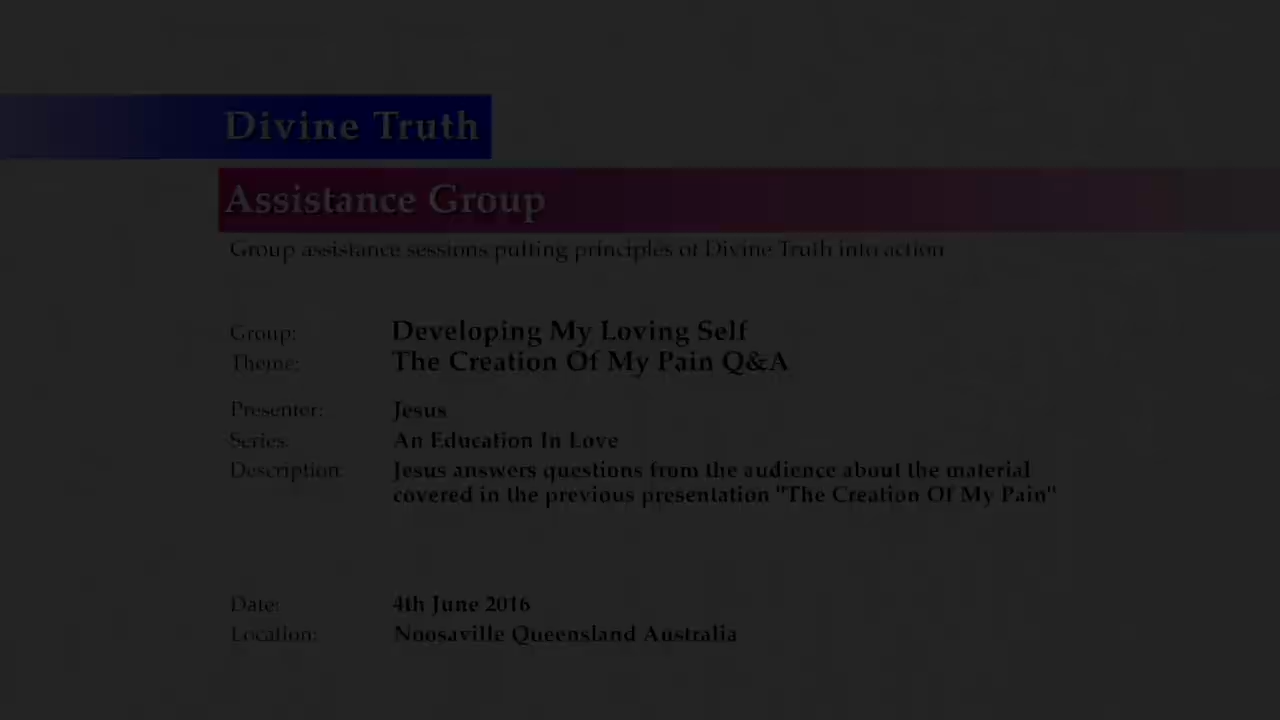 Divine Truth
Assistance Group
Group assistance sessions putting principles of Divine Truth into action
Group: Developing My Loving Self
Theme: The Creation Of My Pain Q&A
Presenter: Jesus
Series: An Education In Love
Description: Jesus answers questions from the audience about the material
covered in the previous presentation "The Creation Of My Pain"
Date: 4th June 2016
Location: Noosaville Queensland Australia